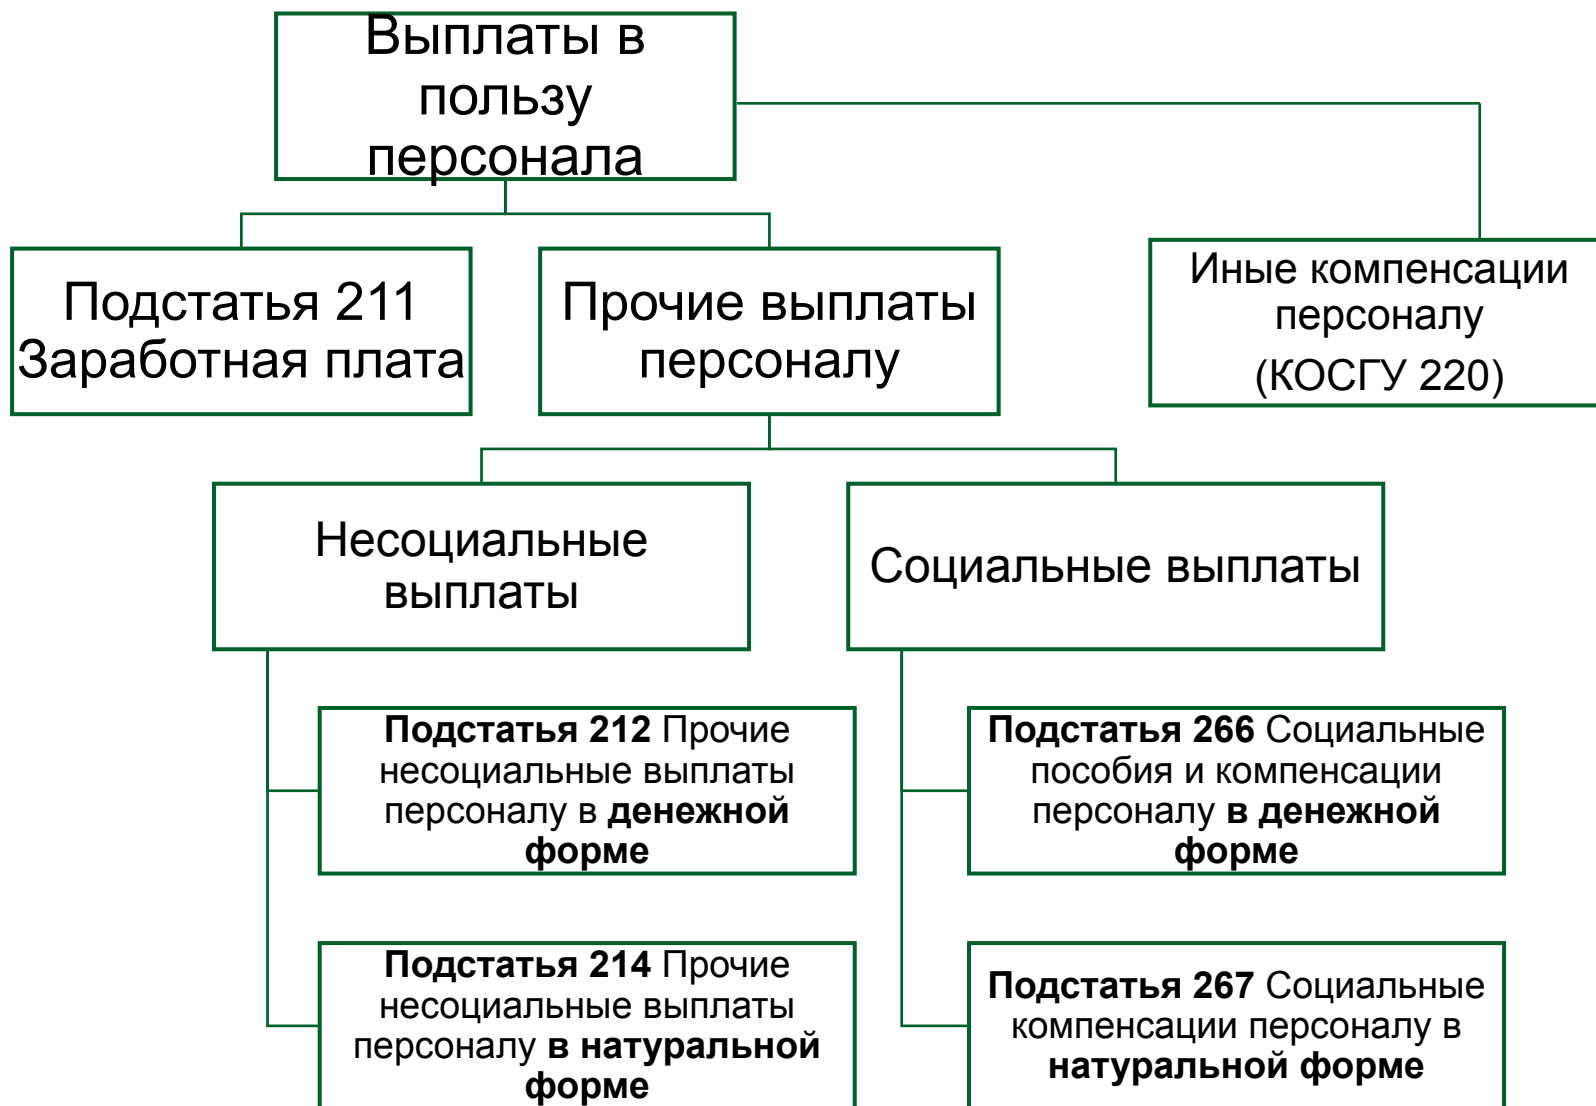 Выплаты в
пользу
персонала
Подстатья 211
Заработная плата
Прочие выплаты
персоналу
Иные компенсации
персоналу
(КОСГУ 220)
Несоциальные
выплаты
Социальные выплаты
Подстатья 212 Прочие
несоциальные выплаты
персоналу в денежной
форме
Подстатья 266 Социальные
пособия и компенсации
персоналу в денежной
форме
Подстатья 214 Прочие
несоциальные выплаты
персоналу в натуральной
форме
Подстатья 267 Социальные
компенсации персоналу в
натуральной форме